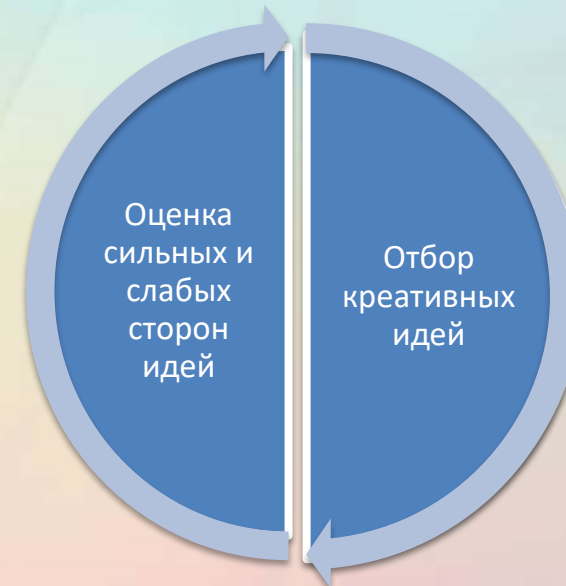 Оценка
сильных и
слабых
сторон
идей
Отбор
креативных
идей